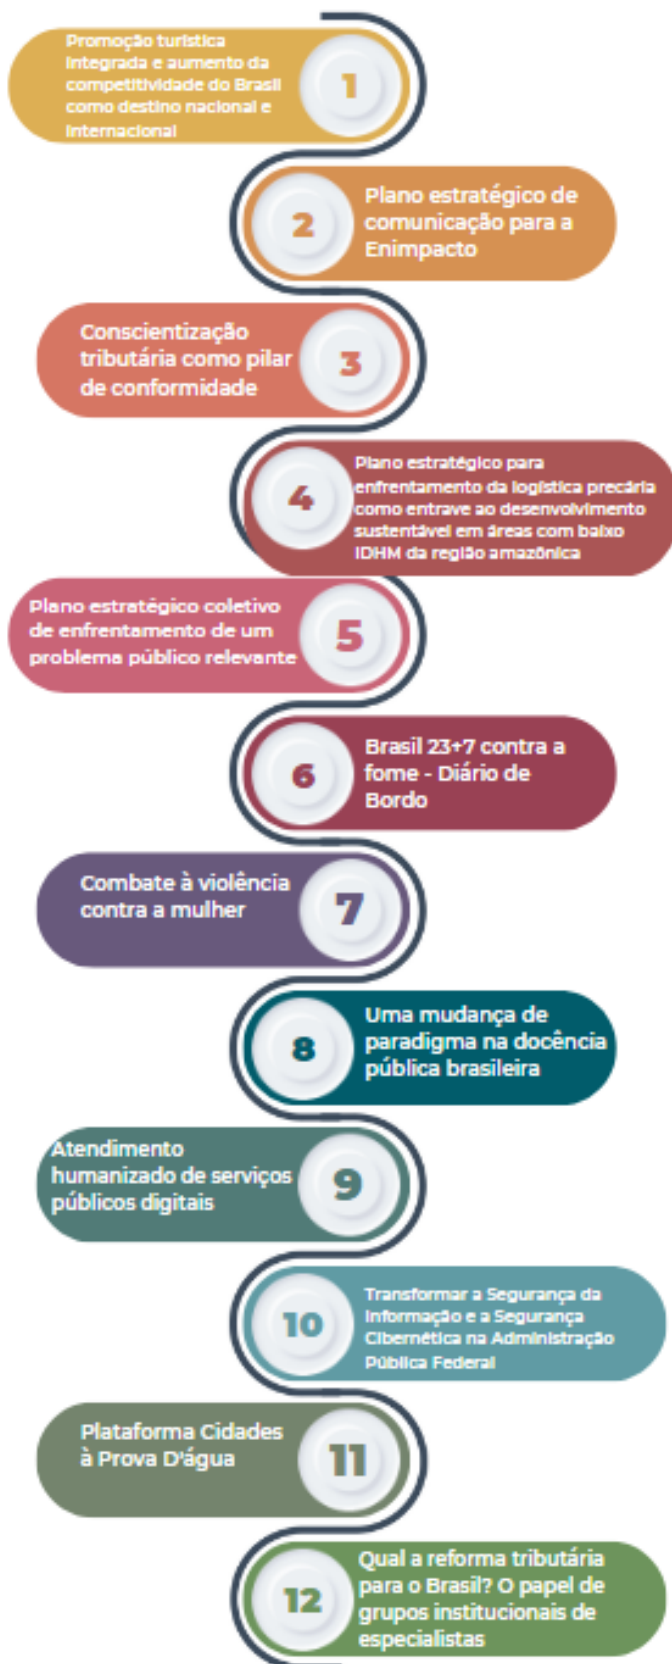 Promoção turística
Integrada e aumento da
competitividade do Brasil
como destino nacional e
Internacional
1
2
Plano estratégico de
comunicação para a
Enimpacto
Conscientização
tributária como pilar
de conformidade
3
4
Plano estratégico para
enfrentamento da logística precária
como entrave ao desenvolvimento
sustentável em áreas com baixo
IDHM da região amazônica
Plano estratégico coletivo
de enfrentamento de um
problema público relevante
5
6
Brasil 23+7 contra a
fome - Diário de
Bordo
Combate à violência
contra a mulher
7
8
Uma mudança de
paradigma na docência
pública brasileira
Atendimento
humanizado de serviços
públicos digitais
9
10
Transformar a Segurança da
Informação e a Segurança
Cibernética na Administração
Pública Federal
Plataforma Cidades
à Prova D'água
11
12
Qual a reforma tributária
para o Brasil? O papel de
grupos institucionais de
especialistas